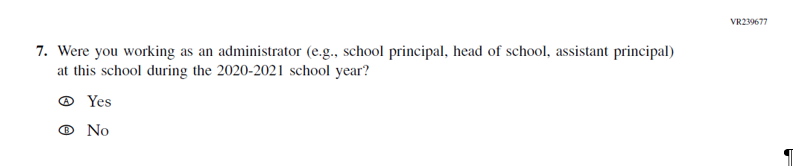 VR239677
7. Were you working as an administrator (e.g., school principal, head of school, assistant principal)
at this school during the 2020-2021 school year?
Ⓐ Yes
Ⓑ No
¶